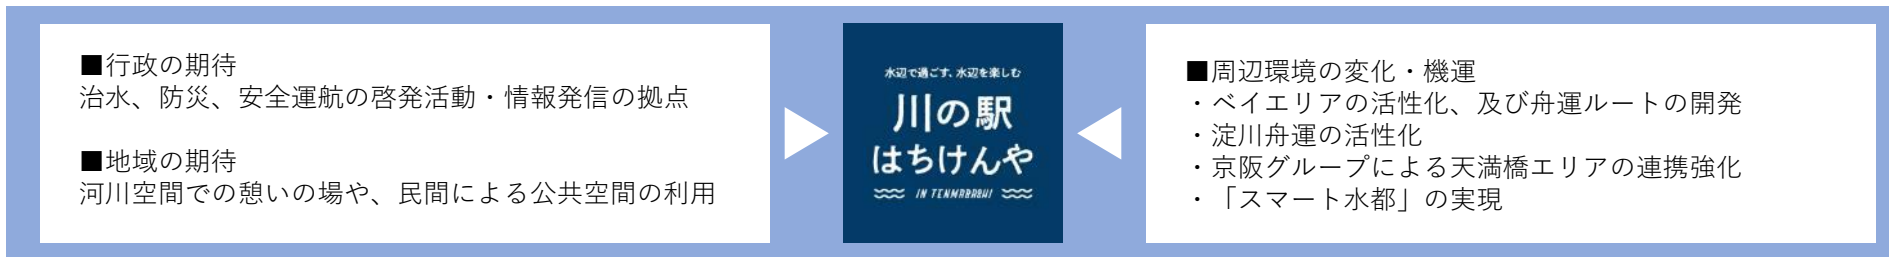 ■行政の期待
治水、防災、安全運航の啓発活動・情報発信の拠点
■地域の期待
河川空間での憩いの場や、民間による公共空間の利用
水辺で過ごす、水辺を楽しむ
川の駅
はちけんや
IN TENMABASHI
■周辺環境の変化・機運
・ベイエリアの活性化、及び舟運ルートの開発
・淀川舟運の活性化
・京阪グループによる天満橋エリアの連携強化
・「スマート水都」の実現